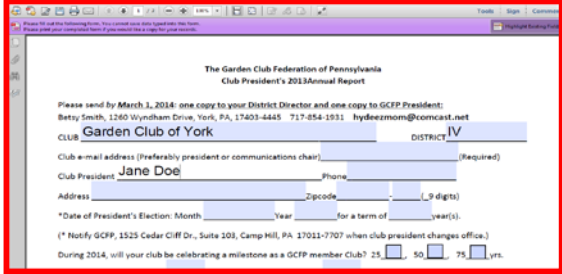 1 / 4
146%
Tools Sign Comment
Please fill out the following form. You cannot save data typed into this form.
Please print your completed form if you would like a copy for your records.
Highlight Existing Fields
The Garden Club Federation of Pennsylvania
Club President's 2013Annual Report
Please send by March 1, 2014: one copy to your District Director and one copy to GCFP President:
Betsy Smith, 1260 Wyndham Drive, York, PA, 17403-4445 717-854-1931 hydeezmom@comcast.net
CLUB Garden Club of York DISTRICT IV
Club e-mail address (Preferably president or communications chair) (Required)
Club President Jane Doe Phone
Address Zipcode - ( 9 digits)
*Date of President's Election: Month Year for a term of year(s).
(* Notify GCFP, 1525 Cedar Cliff Dr., Suite 103, Camp Hill, PA 17011-7707 when club president changes office.)
During 2014, will your club be celebrating a milestone as a GCFP member Club? 25 , 50 , 75 yrs.